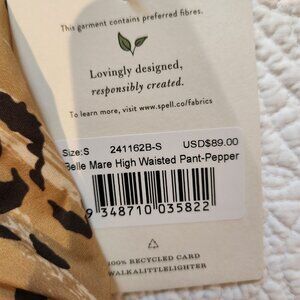 This garment contains preferred fibres.
Lovingly designed,
responsibly created.
To learn more, visit www.spell.co/fabrics
Size:S 241162B-S USD$89.00
Belle Mare High Waisted Pant-Pepper
9 348710 035822
100% RECYCLED CARD
WALKALITTLELIGHTER